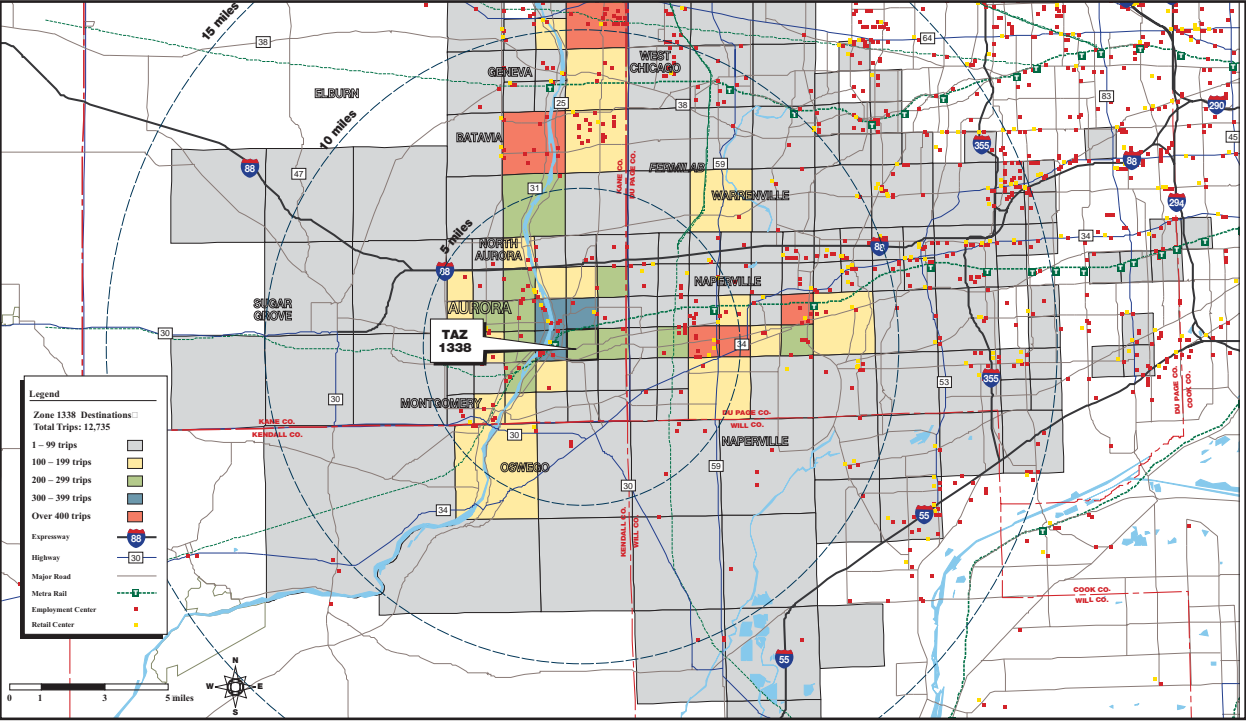 15 miles
38
64
GENEVA
WEST
CHICAGO
ELBURN
25
38
83
290
10 miles
BATAVIA
45
355
88
88
47
KANE CO.
DU PAGE CO.
FERMILAB
59
31
WARRENVILLE
294
5 miles
NORTH
AURORA
88
88
34
NAPERVILLE
SUGAR
GROVE
AURORA
30
TAZ
1338
34
53
355
DU PAGE CO.
COOK CO.
30
MONTGOMERY
KANE CO.
KENDALL CO.
DU PAGE CO-
WILL CO.
30
NAPERVILLE
OSWEGO
59
30
34
55
KENDALL CO.
WILL CO.
COOK CO-
WILL CO.
55
Legend
Zone 1338 Destinations
Total Trips: 12,735
1 – 99 trips
100 – 199 trips
200 – 299 trips
300 – 399 trips
Over 400 trips
Expressway
88
Highway
30
Major Road
Metra Rail
T
Employment Center
Retail Center
N
W
E
S
0 1 3 5 miles